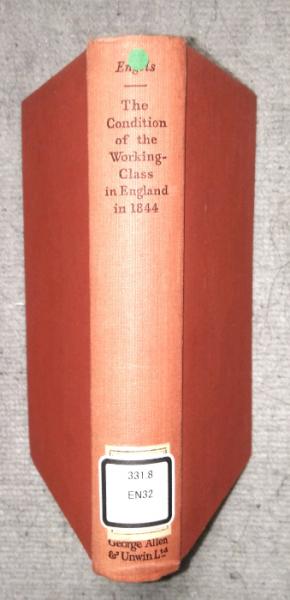 Engels
The
Condition
of the
Working-
Class
in England
in 1844
331.8
EN32
George Allen
& Unwin Ltd